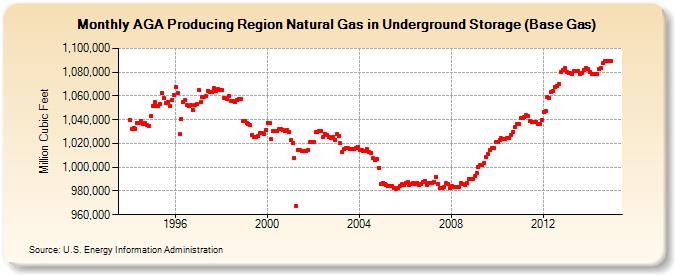 Monthly AGA Producing Region Natural Gas in Underground Storage (Base Gas)
Million Cubic Feet
1,100,000
1,080,000
1,060,000
1,040,000
1,020,000
1,000,000
980,000
960,000
1996 2000 2004 2008 2012
Source: U.S. Energy Information Administration